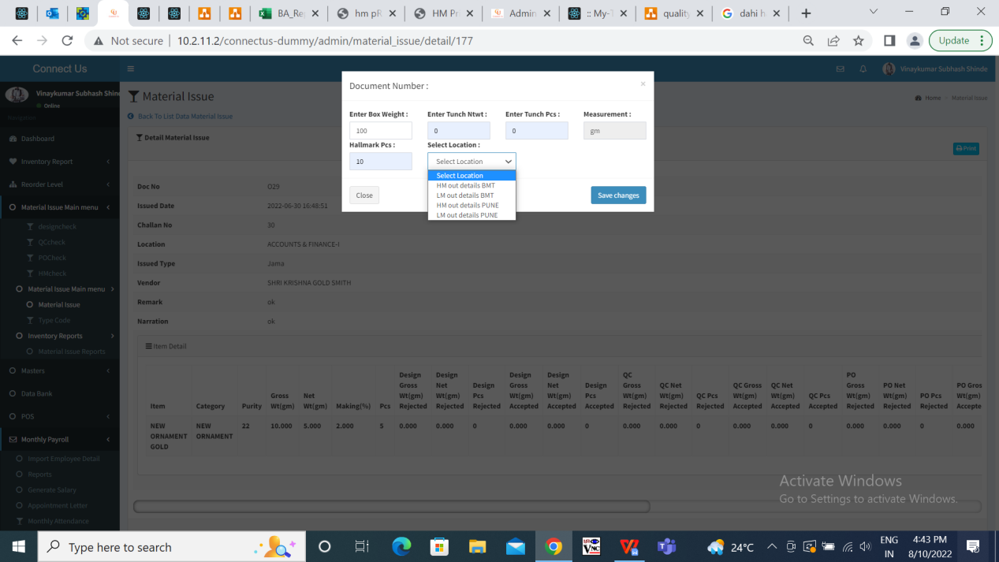 BA_Re
hm pR
HM Pr
Admin
:: My-T
quality
dahi h
Not secure
10.2.11.2/connectus-dummy/admin/material_issue/detail/177
Update
Connect Us
Vinaykumar Subhash Shinde
Vinaykumar Subhash Shin
Online
Navigation
Material Issue
Home
Material Issue
Back To List Data Material Issue
Detail Material Issue
Print
Dashboard
Inventory Report
Reorder Level
Material Issue Main menu
designcheck
QCcheck
POCheck
HMcheck
Material Issue Main menu
Material Issue
Type Code
Inventory Reports
Material Issue Reports
Masters
Data Bank
POS
Monthly Payroll
Import Employee Detail
Reports
Generate Salary
Appointment Letter
Monthly Attendance
Document Number :
×
Enter Box Weight : Enter Tunch Ntwt : Enter Tunch Pcs : Measurement :
100 0 0 gm
Hallmark Pcs : Select Location :
10 Select Location
Select Location
HM out details BMT
LM out details BMT
HM out details PUNE
LM out details PUNE
Close
Save changes
Doc No O29
Issued Date 2022-06-30 16:48:51
Challan No 30
Location ACCOUNTS & FINANCE-I
Issued Type Jama
Vendor SHRI KRISHNA GOLD SMITH
Remark ok
Narration ok
Item Detail
Item Category Purity Gross Wt(gm) Net Wt(gm) Making(%) Pcs Design Gross Wt(gm) Rejected Design Net Wt(gm) Rejected Design Pcs Rejected Design Gross Wt(gm) Accepted Design Net Wt(gm) Accepted Design Pcs Accepted QC Gross Wt(gm) Rejected QC Net Wt(gm) Rejected QC Pcs Rejected QC Gross Wt(gm) Accepted QC Net Wt(gm) Accepted QC Pcs Accepted PO Gross Wt(gm) Rejected PO Net Wt(gm) Rejected PO Pcs Rejected PO Gros Wt(gm) Accepte
NEW ORNAMENT GOLD NEW ORNAMENT 22 10.000 5.000 2.000 5 0.000 0.000 0 0.000 0.000 0 0.000 0.000 0 0.000 0.000 0 0.000 0.000 0 0.000
Activate Windows
Go to Settings to activate Windows.
Type here to search
24°C
ENG
IN
4:43 PM
8/10/2022